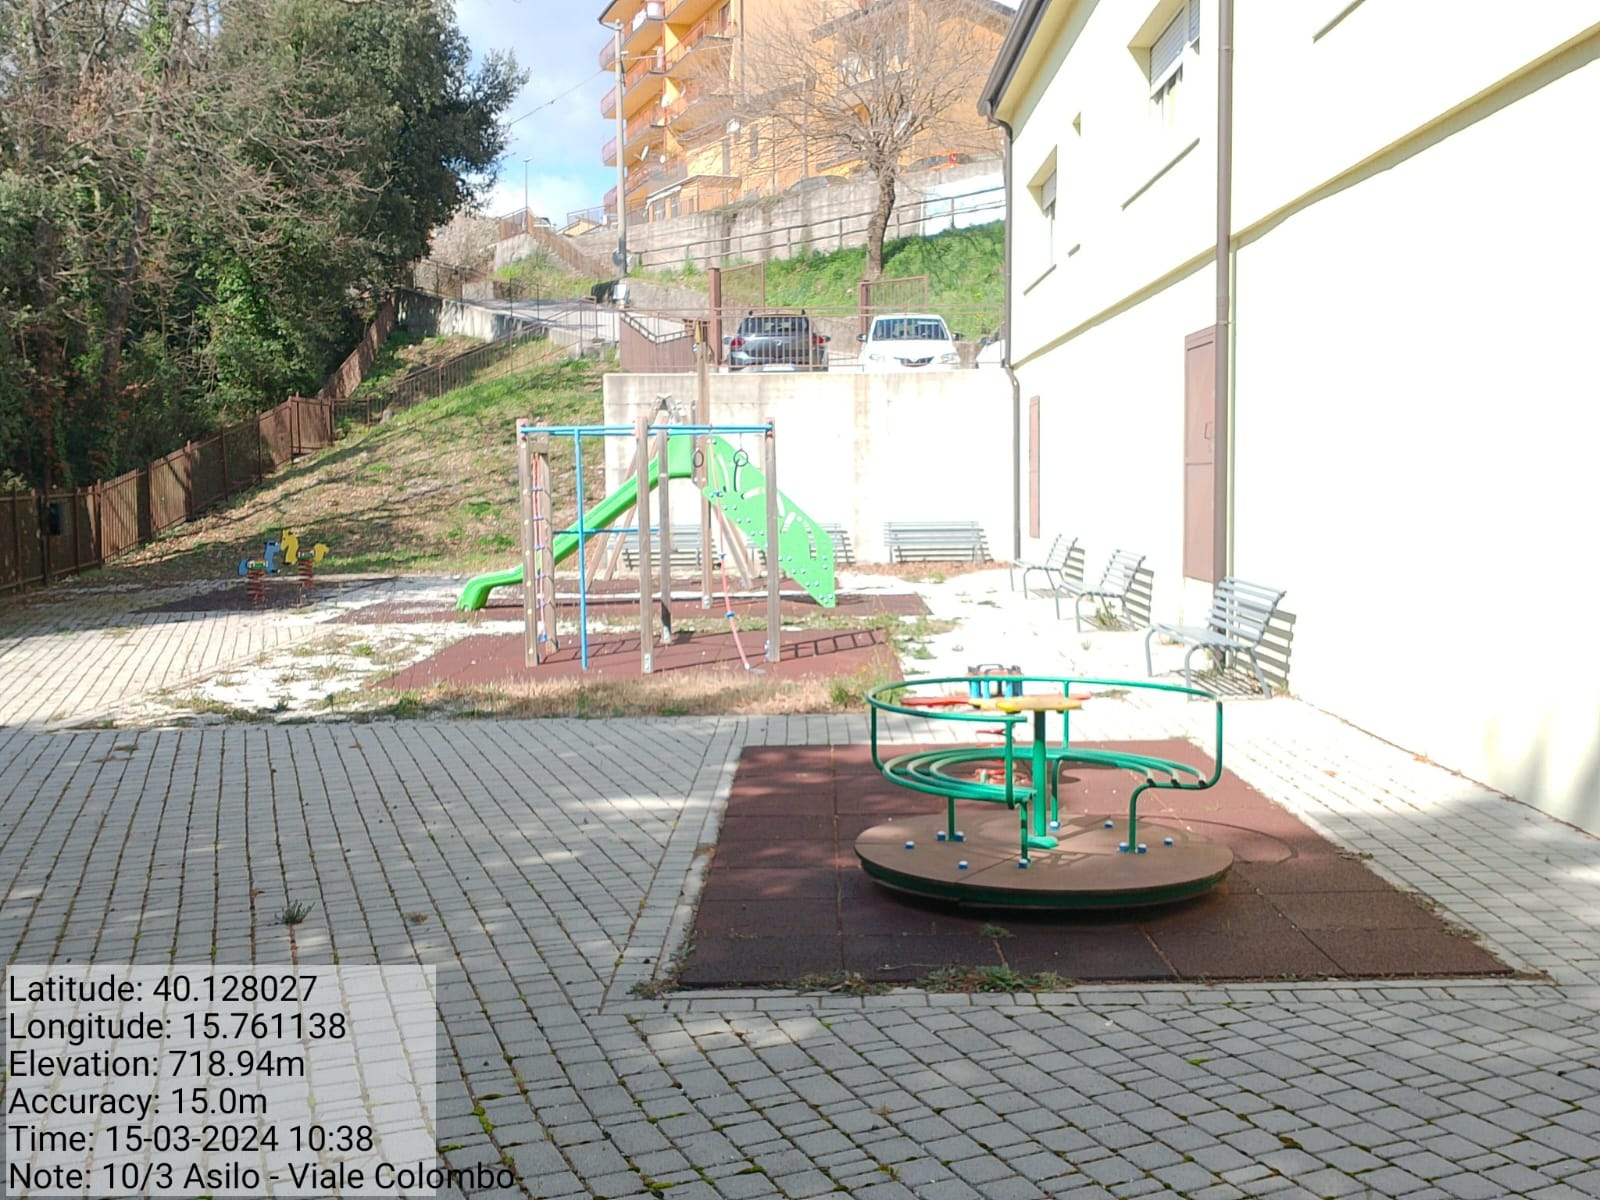 Latitude: 40.128027
Longitude: 15.761138
Elevation: 718.94m
Accuracy: 15.0m
Time: 15-03-2024 10:38
Note: 10/3 Asilo - Viale Colombo